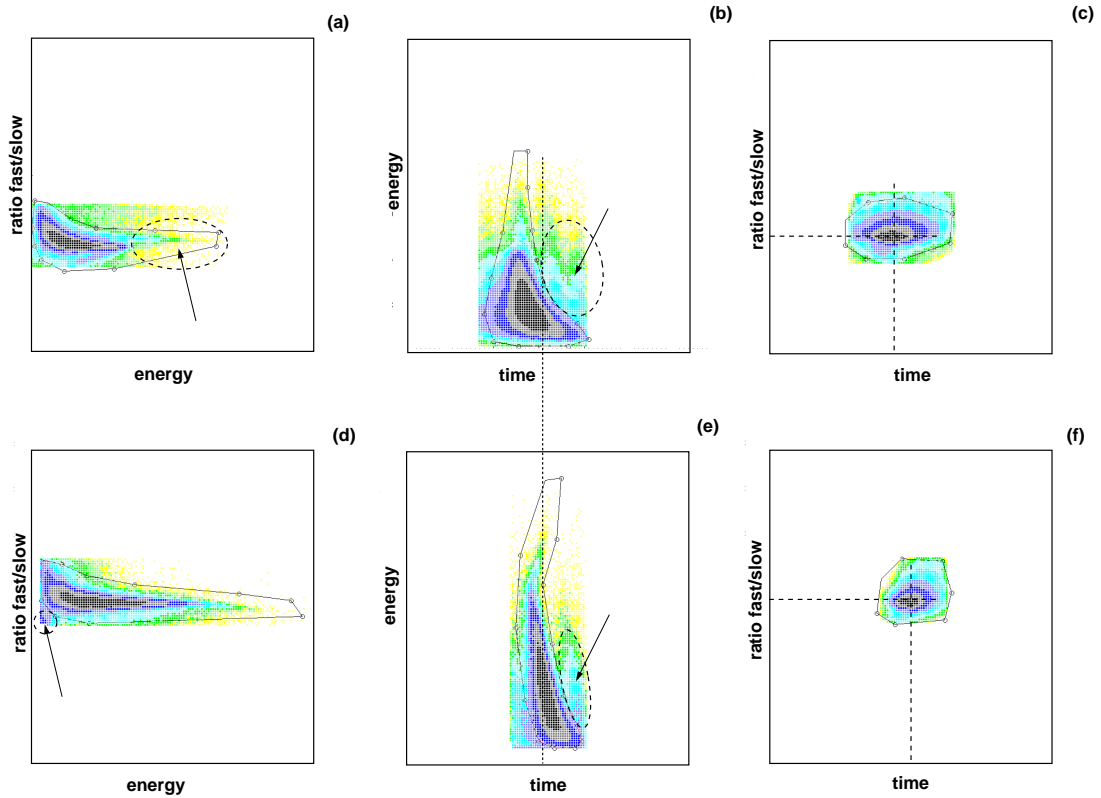 (a)
(b)
(c)
ratio fast/slow
energy
ratio fast/slow
energy
time
time
(d)
(e)
(f)
ratio fast/slow
energy
ratio fast/slow
energy
time
time